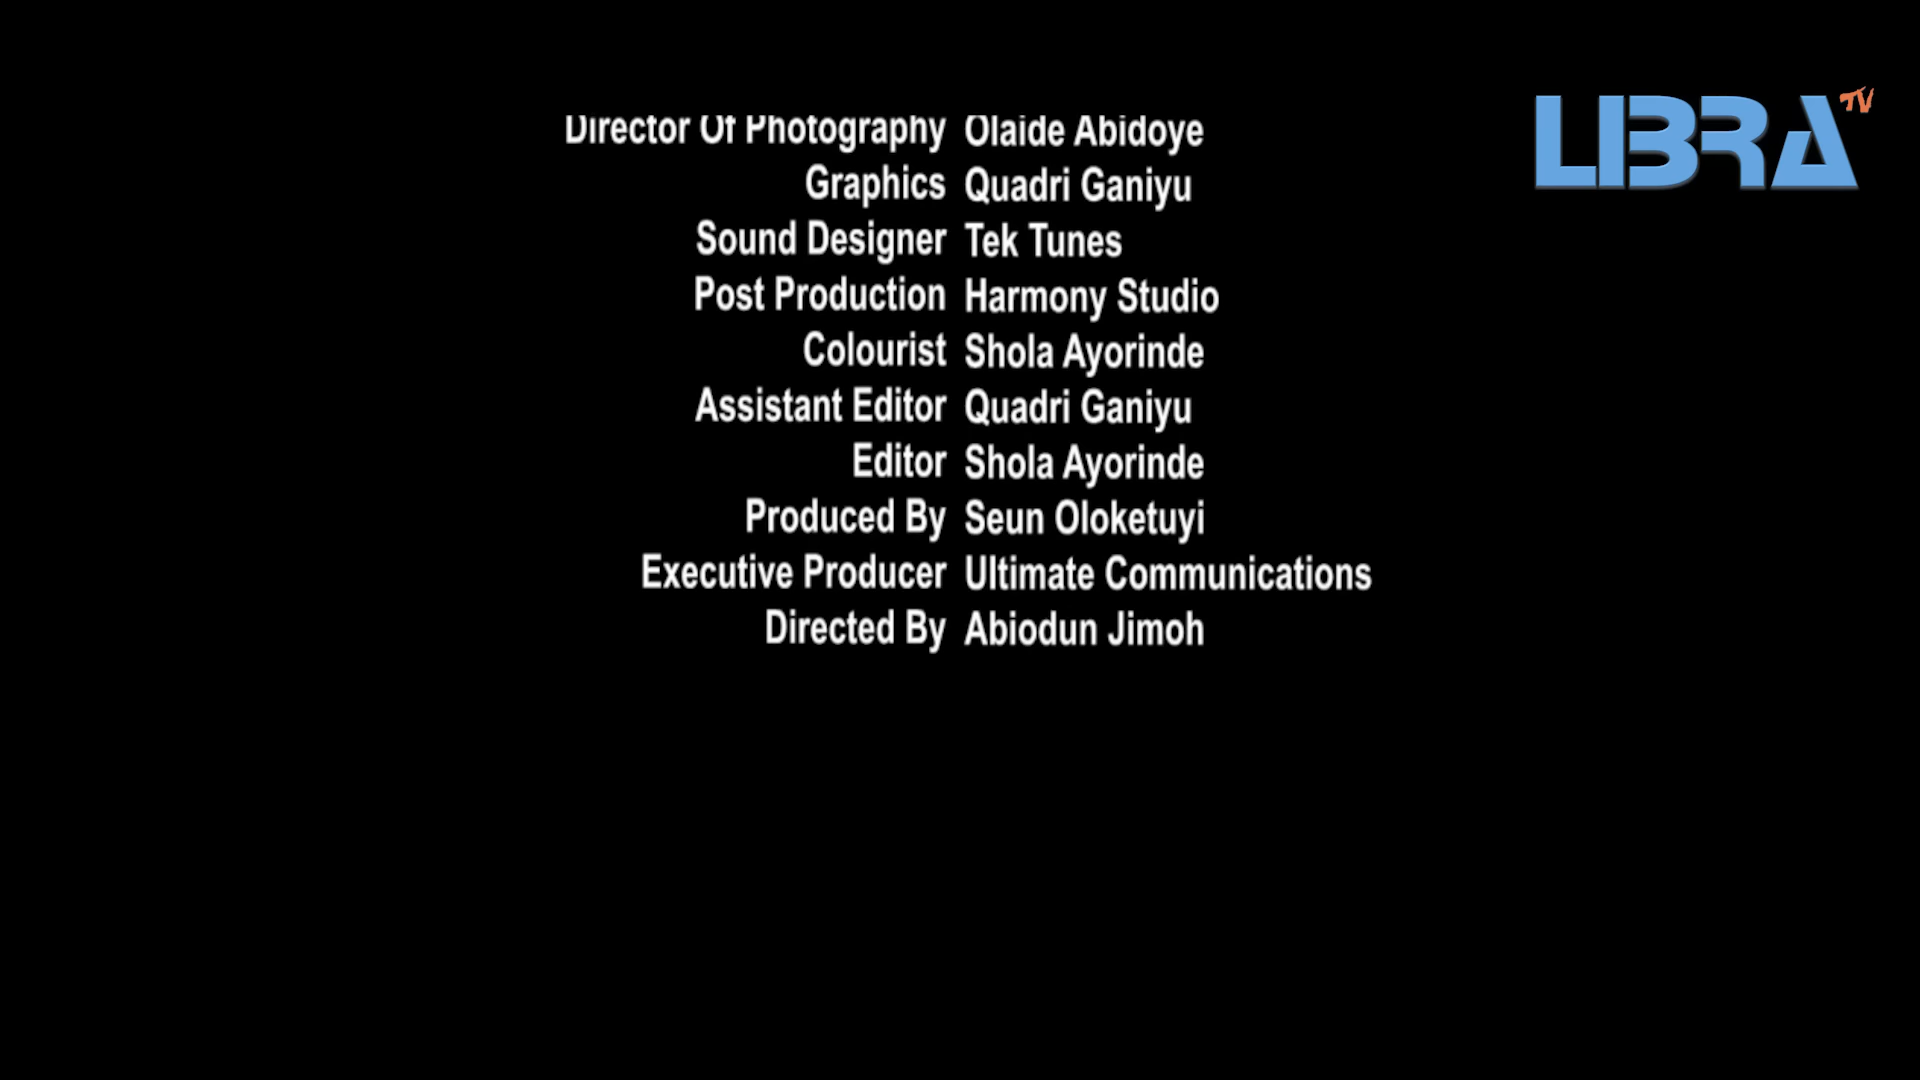 LIBRA TV
Director Of Photography Olaide Abidoye
Graphics Quadri Ganiyu
Sound Designer Tek Tunes
Post Production Harmony Studio
Colourist Shola Ayorinde
Assistant Editor Quadri Ganiyu
Editor Shola Ayorinde
Produced By Seun Oloketuyi
Executive Producer Ultimate Communications
Directed By Abiodun Jimoh